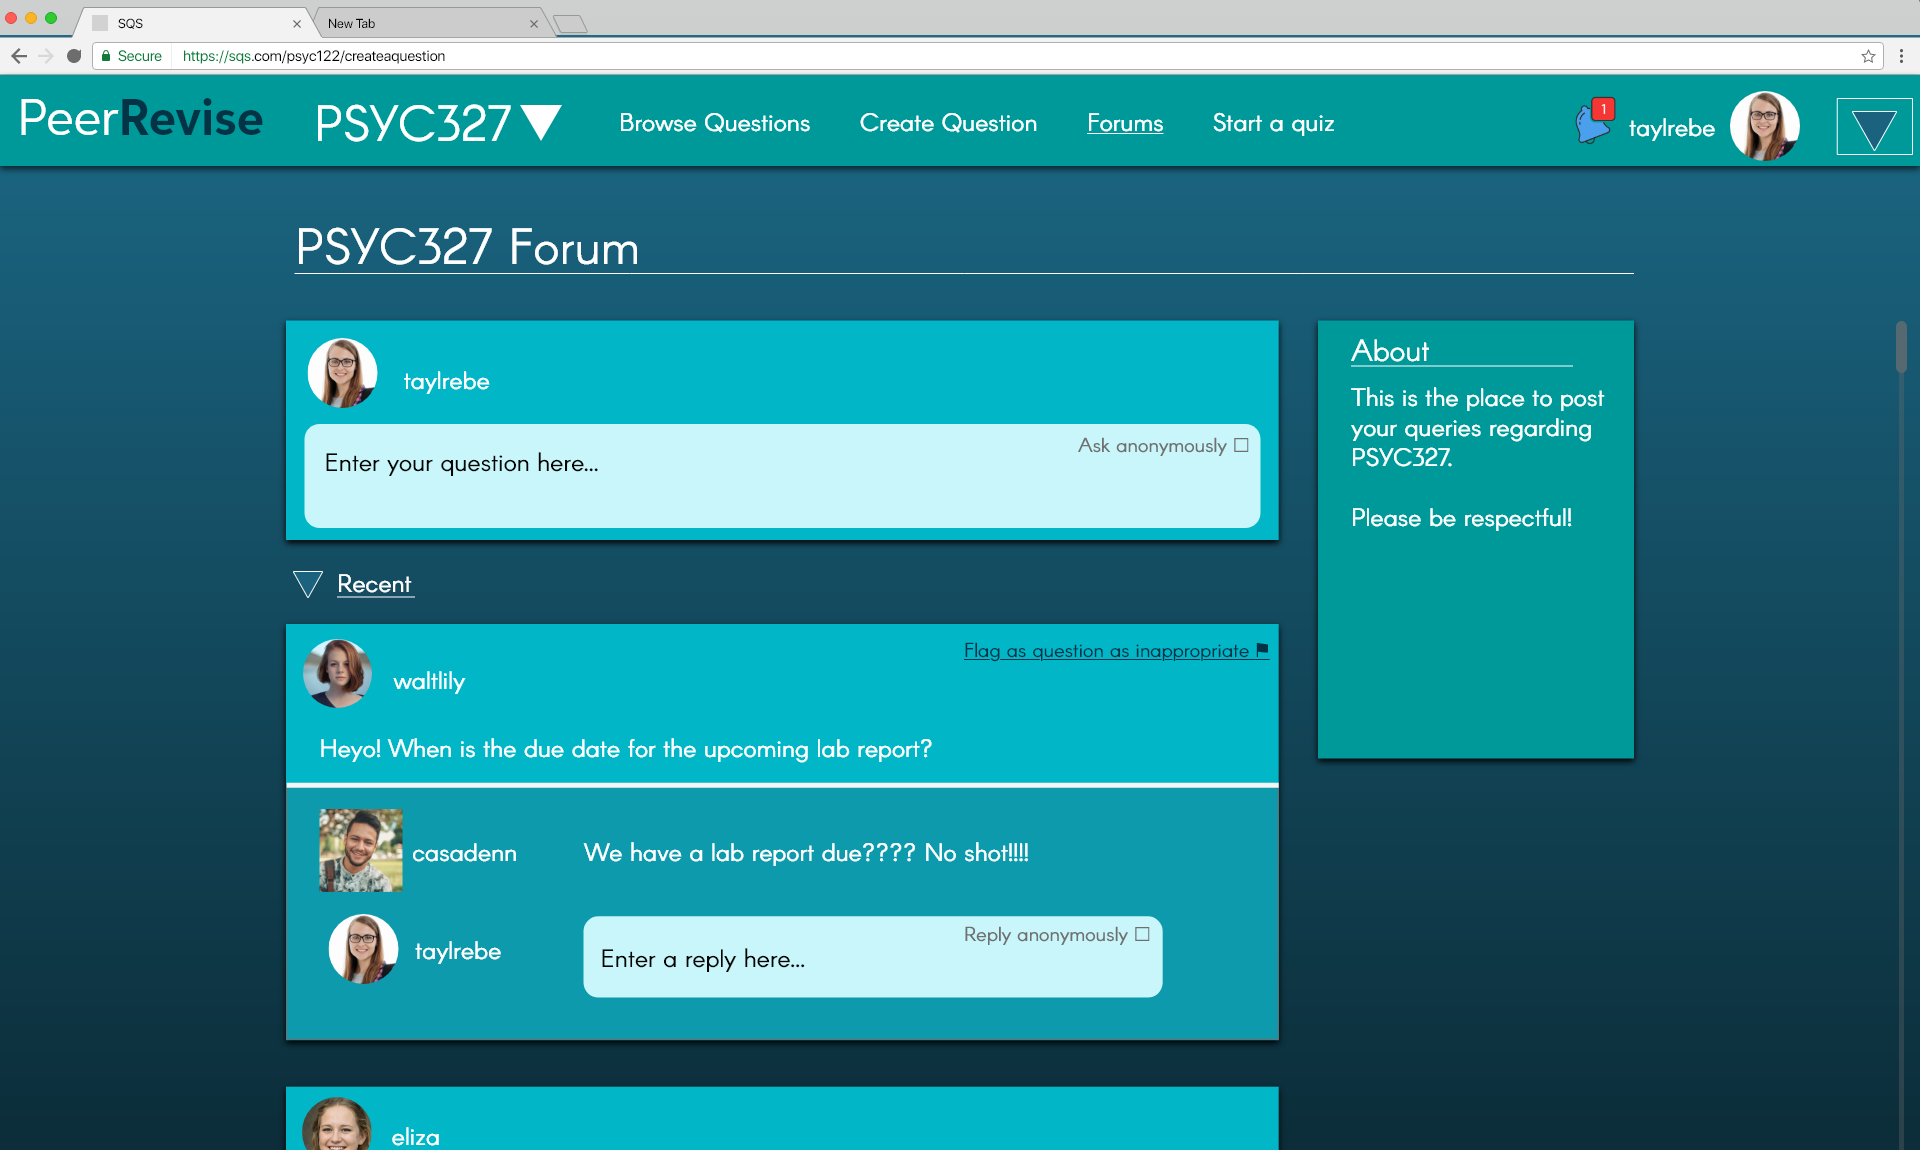 SQS
New Tab
Secure
https://sqs.com/psyc122/createaquestion
PeerRevise
PSYC327
Browse Questions
Create Question
Forums
Start a quiz
1
taylrebe
PSYC327 Forum
taylrebe
Ask anonymously
Enter your question here...
About
This is the place to post
your queries regarding
PSYC327.
Please be respectful!
Recent
waltlily
Flag as question as inappropriate
Heyo! When is the due date for the upcoming lab report?
casadenn
We have a lab report due???? No shot!!!!
taylrebe
Reply anonymously
Enter a reply here...
eliza